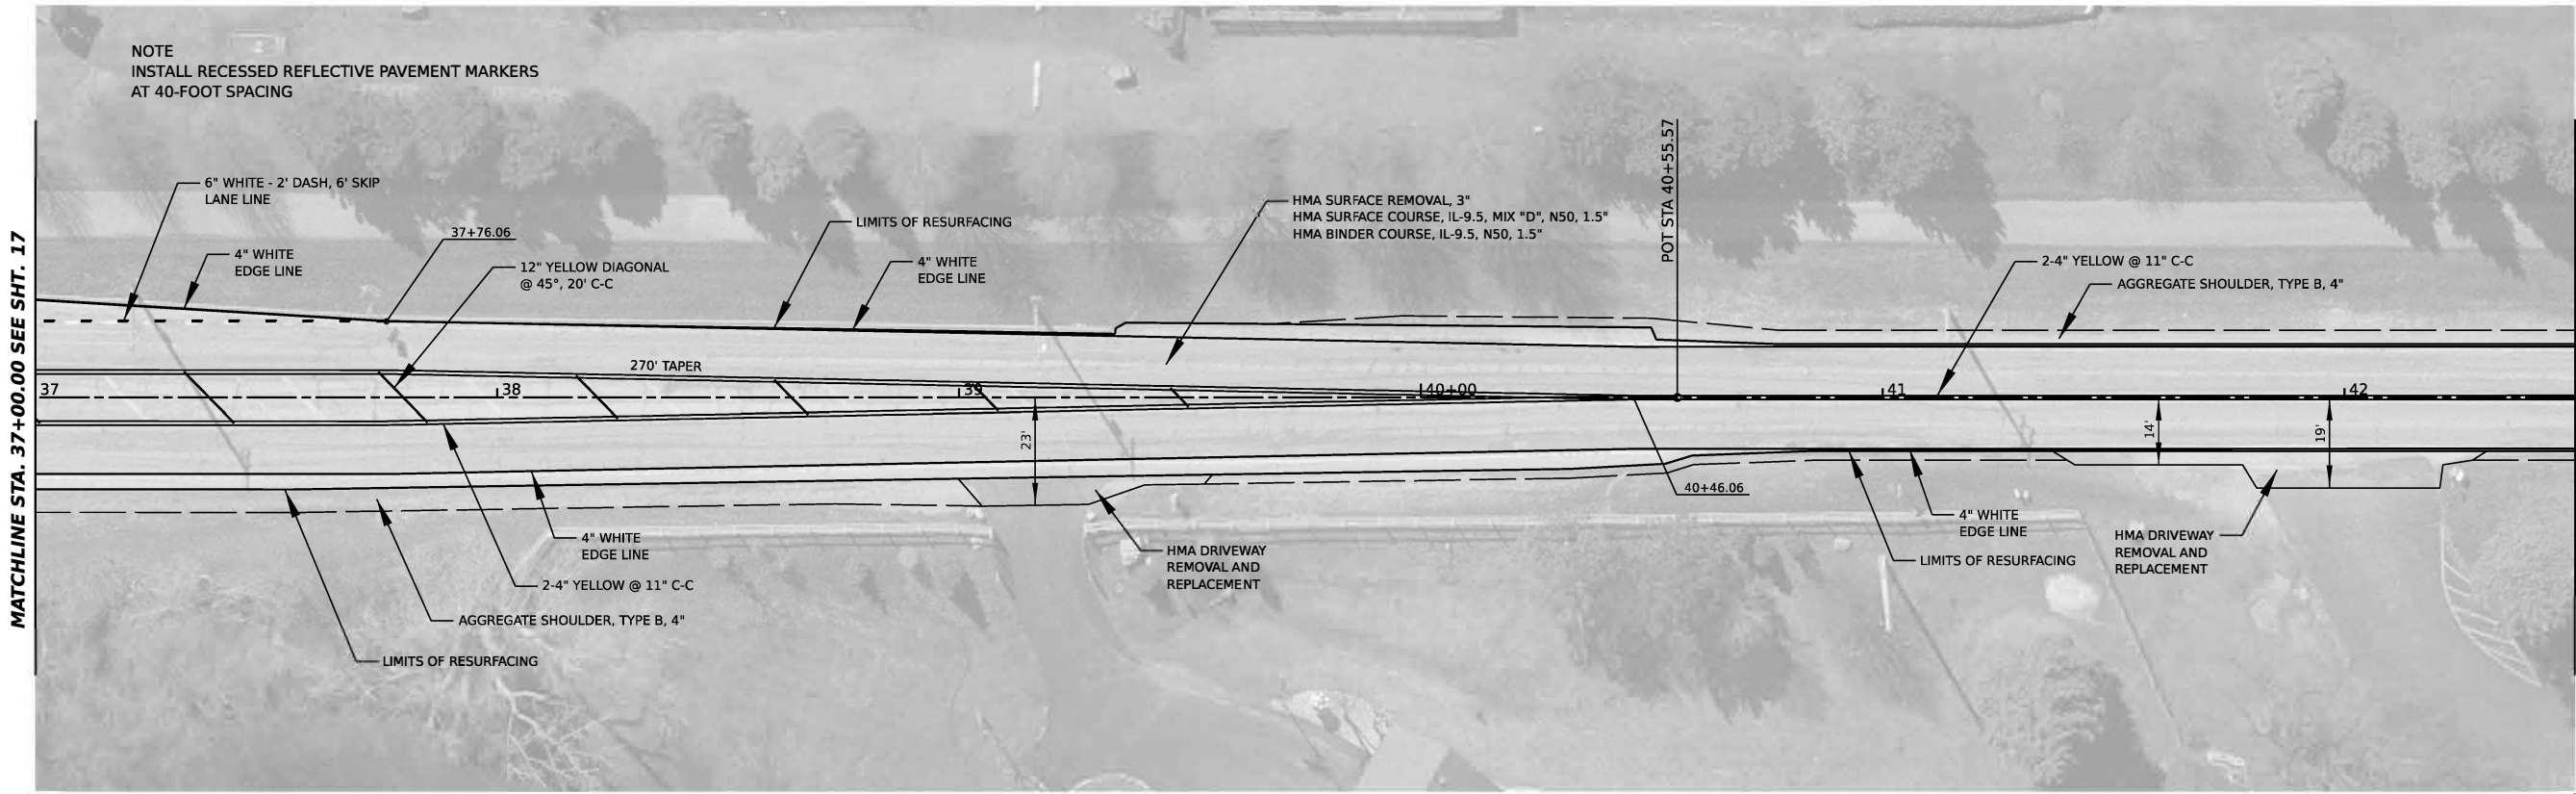 NOTE
INSTALL RECESSED REFLECTIVE PAVEMENT MARKERS
AT 40-FOOT SPACING
MATCHLINE STA. 37+00.00 SEE SHT. 17
6" WHITE - 2' DASH, 6' SKIP
LANE LINE
4" WHITE
EDGE LINE
37+76.06
12" YELLOW DIAGONAL
@ 45°, 20' C-C
LIMITS OF RESURFACING
4" WHITE
EDGE LINE
HMA SURFACE REMOVAL, 3"
HMA SURFACE COURSE, IL-9.5, MIX "D", N50, 1.5"
HMA BINDER COURSE, IL-9.5, N50, 1.5"
POT STA 40+55.57
2-4" YELLOW @ 11" C-C
AGGREGATE SHOULDER, TYPE B, 4"
270' TAPER
37
38
39
40+00
41
42
23'
14'
19'
40+46.06
4" WHITE
EDGE LINE
2-4" YELLOW @ 11" C-C
AGGREGATE SHOULDER, TYPE B, 4"
LIMITS OF RESURFACING
HMA DRIVEWAY
REMOVAL AND
REPLACEMENT
4" WHITE
EDGE LINE
LIMITS OF RESURFACING
HMA DRIVEWAY
REMOVAL AND
REPLACEMENT